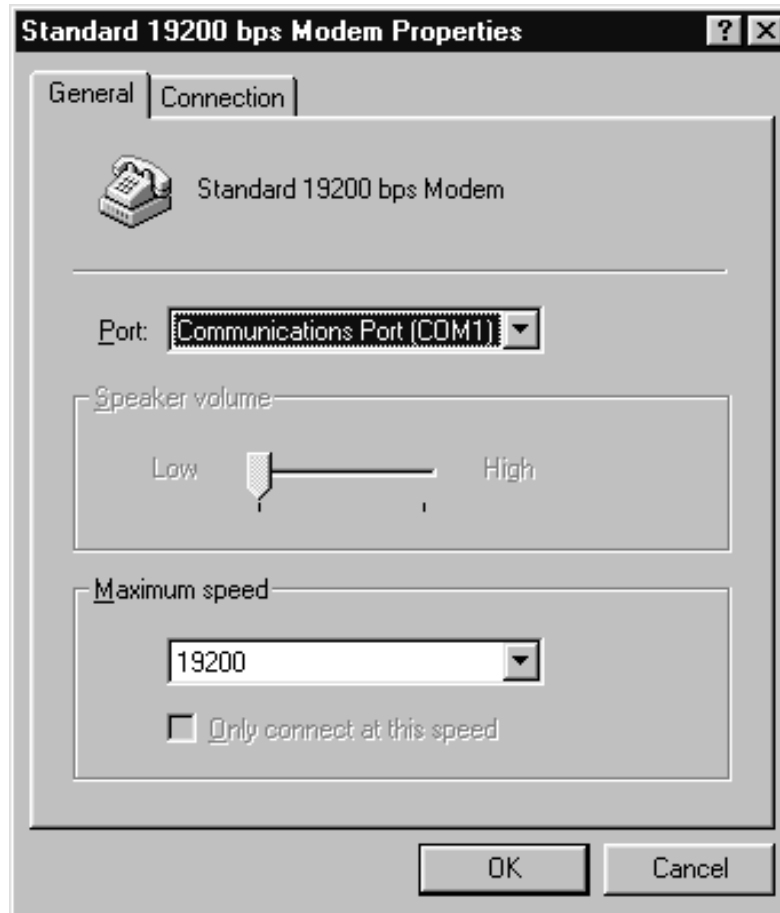 Standard 19200 bps Modem Properties
General Connection
Standard 19200 bps Modem
Port: Communications Port (COM1)
Speaker volume
Low High
Maximum speed
19200
Only connect at this speed
OK Cancel